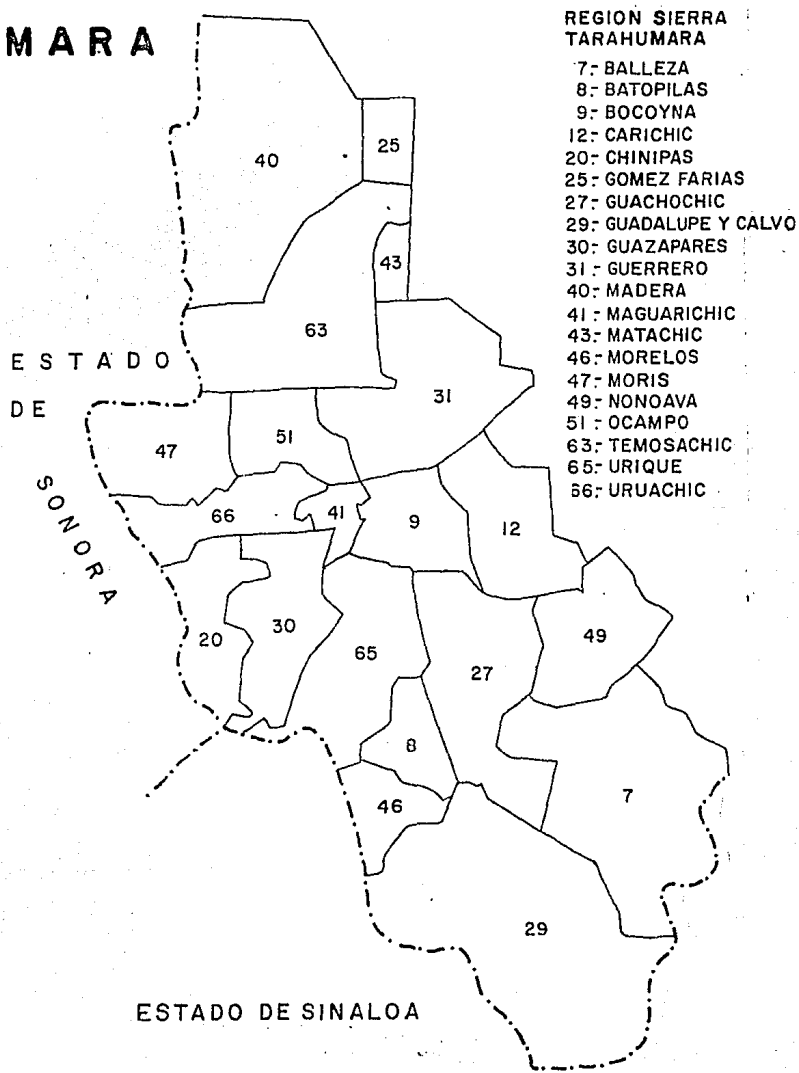 MARA
REGION SIERRA
TARAHUMARA
7.- BALLEZA
8.- BATOPILAS
9.- BOCOYNA
12.- CARICHIC
20.- CHINIPAS
25.- GOMEZ FARIAS
27.- GUACHOCHIC
29.- GUADALUPE Y CALVO
30.- GUAZAPARES
31.- GUERRERO
40.- MADERA
41.- MAGUARICHIC
43.- MATACHIC
46.- MORELOS
47.- MORIS
49.- NONOAVA
51.- OCAMPO
63.- TEMOSACHIC
65.- URIQUE
66.- URUACHIC
40
25
43
63
31
ESTADO
DE
SONORA
47
51
66
41
9
12
20
30
65
27
49
8
46
7
29
ESTADO DE SINALOA